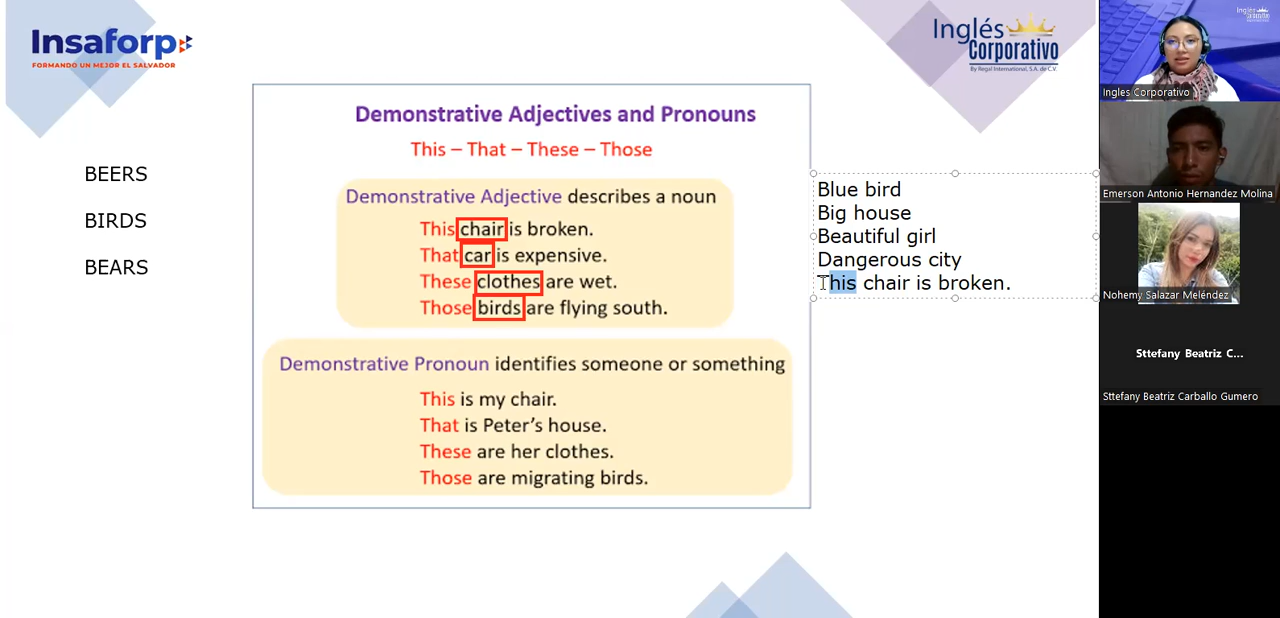 Insaforp
FORMANDO UN MEJOR EL SALVADOR
Inglés
Corporativo
By Regal International, S.A. de C.V.
BEERS
BIRDS
BEARS
Demonstrative Adjectives and Pronouns
This – That – These – Those
Demonstrative Adjective describes a noun
This chair is broken.
That car is expensive.
These clothes are wet.
Those birds are flying south.
Demonstrative Pronoun identifies someone or something
This is my chair.
That is Peter's house.
These are her clothes.
Those are migrating birds.
Blue bird
Big house
Beautiful girl
Dangerous city
This chair is broken.
Ingles Corporativo
Emerson Antonio Hernandez Molina
Nohemy Salazar Meléndez
Sttefany Beatriz C...
Sttefany Beatriz Carballo Gumero